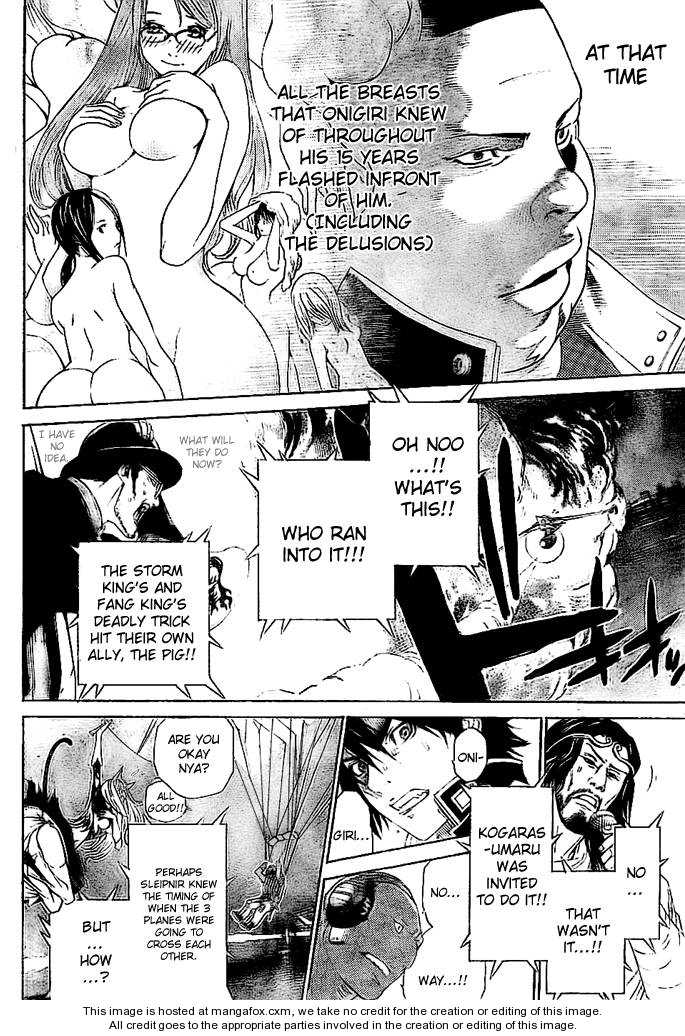 AT THAT
TIME
ALL THE BREASTS
THAT ONIGIRI KNEW
OF THROUGHOUT
HIS 15 YEARS
FLASHED INFRONT
OF HIM.
(INCLUDING
THE DELUSIONS)
OH NOO
...!!
WHAT'S
THIS!!
WHO RAN
INTO IT!!!
WHAT WILL
THEY DO
NOW?
I HAVE
NO
IDEA.
THE STORM
KING'S AND
FANG KING'S
DEADLY TRICK
HIT THEIR OWN
ALLY, THE PIG!!
NO
...
THAT
WASN'T
IT...!!
KOGARAS
-UMARU
WAS
INVITED
TO DO IT!!
ONI-
GIRI...
NO...
WAY...!!
ARE YOU
OKAY
NYA?
ALL
GOOD!!
PERHAPS
SLEIPNIR KNEW
THE TIMING OF
WHEN THE 3
PLANES WERE
GOING TO
CROSS EACH
OTHER.
BUT
...
HOW
...?
This image is hosted at mangafox.cxm, we take no credit for the creation or editing of this image.
All credit goes to the appropriate parties involved in the creation or editing of this image.